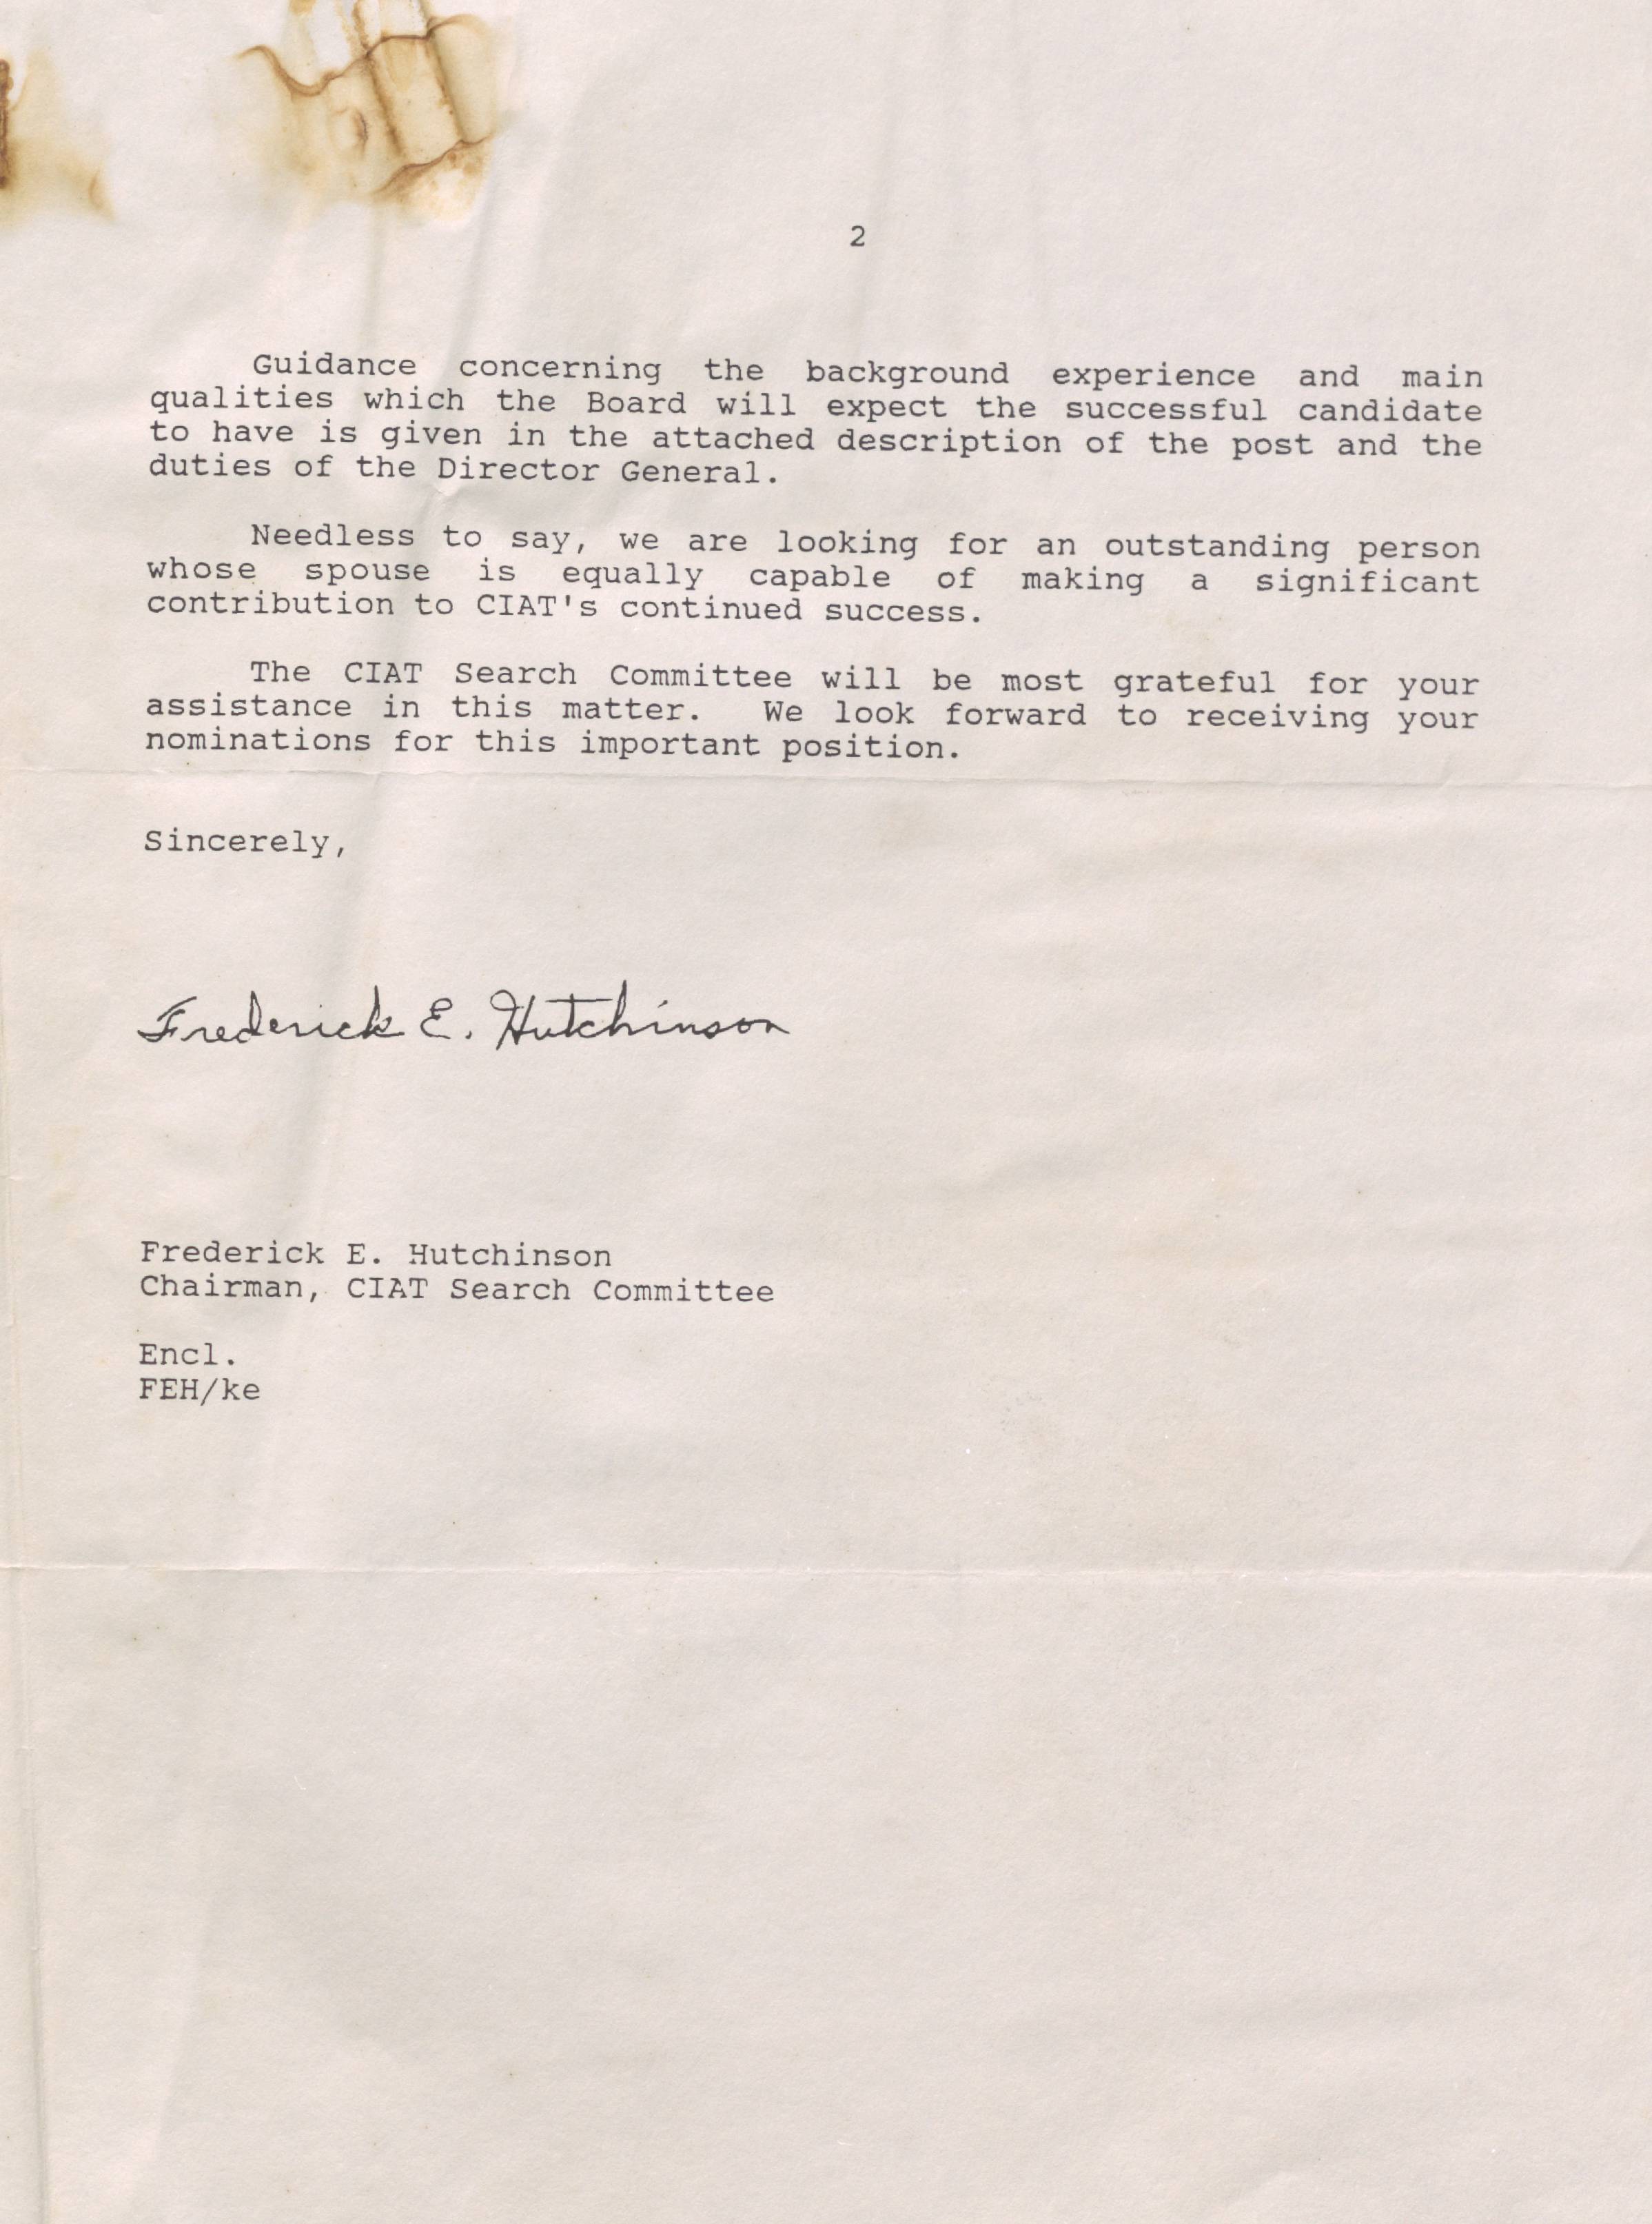 2
Guidance concerning the background experience and main
qualities which the Board will expect the successful candidate
to have is given in the attached description of the post and the
duties of the Director General.
Needless to say, we are looking for an outstanding person
whose spouse is equally capable of making a significant
contribution to CIAT's continued success.
The CIAT Search Committee will be most grateful for your
assistance in this matter. We look forward to receiving your
nominations for this important position.
Sincerely,
Frederick E. Hutchinson
Frederick E. Hutchinson
Chairman, CIAT Search Committee
Encl.
FEH/ke